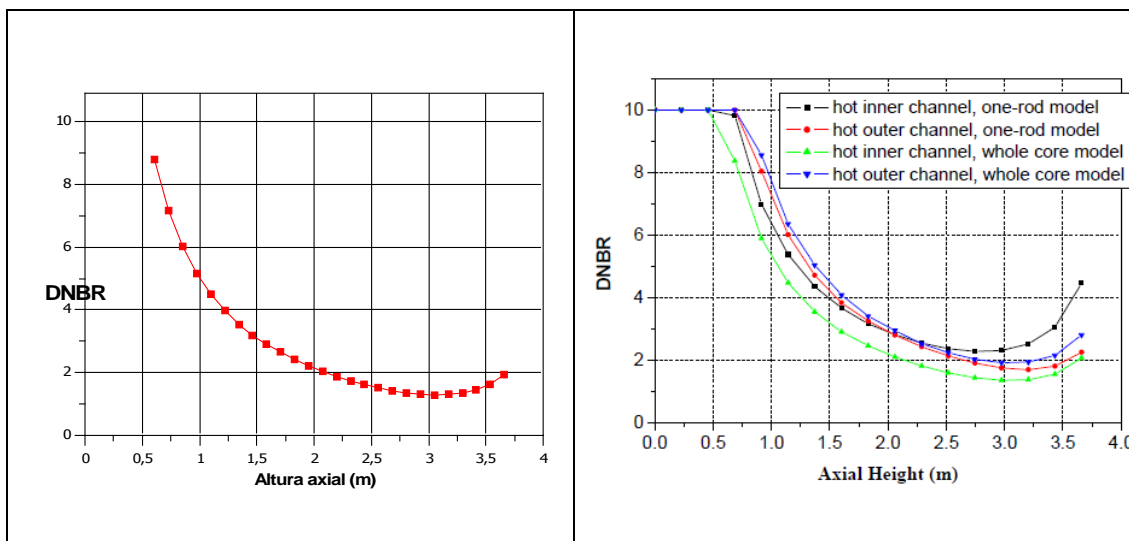 10
8
6
DNBR
4
2
0
0 0,5 1 1,5 2 2,5 3 3,5 4
Altura axial (m)
hot inner channel, one-rod model
hot outer channel, one-rod model
hot inner channel, whole core model
hot outer channel, whole core model
10
8
6
4
2
0
DNBR
0.0 0.5 1.0 1.5 2.0 2.5 3.0 3.5 4.0
Axial Height (m)